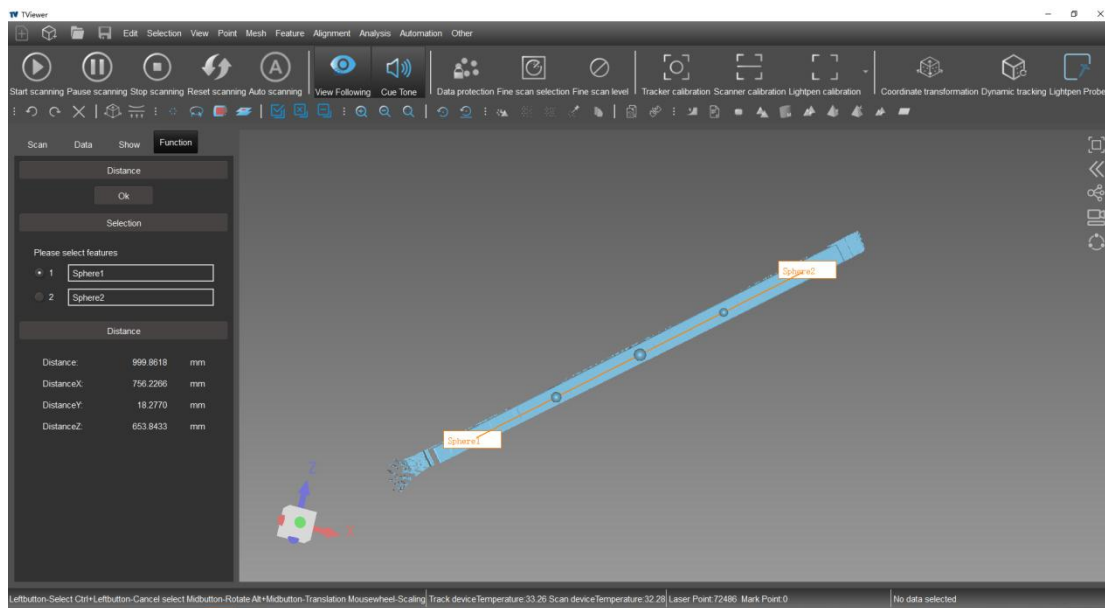 TViewer
Edit Selection View Point Mesh Feature Alignment Analysis Automation Other
Start scanning Pause scanning Stop scanning Reset scanning Auto scanning View Following Cue Tone Data protection Fine scan selection Fine scan level Tracker calibration Scanner calibration Lightpen calibration Coordinate transformation Dynamic tracking Lightpen Probe
Scan Data Show Function
Distance
Ok
Selection
Please select features
1 Sphere1
2 Sphere2
Distance
Distance: 999.8618 mm
DistanceX: 756.2266 mm
DistanceY: 18.2770 mm
DistanceZ: 653.8433 mm
Sphere2
Sphere1
Z
X
Leftbutton-Select Ctrl+Leftbutton-Cancel select Midbutton-Rotate Alt+Midbutton-Translation Mousewheel-Scaling Track deviceTemperature:33.26 Scan deviceTemperature:32.28 Laser Point:72486 Mark Point:0 No data selected